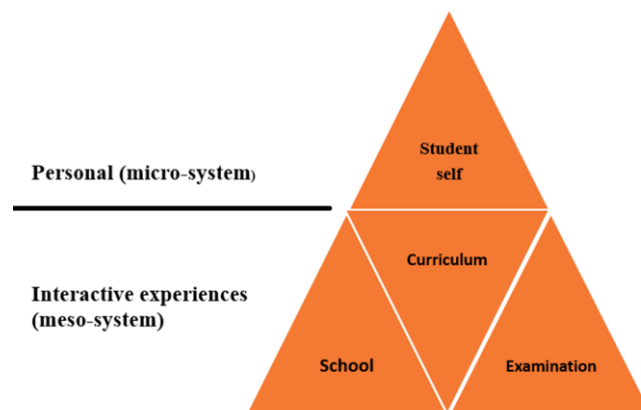 Student
self
Personal (micro-system)
Curriculum
Interactive experiences
(meso-system)
School
Examination